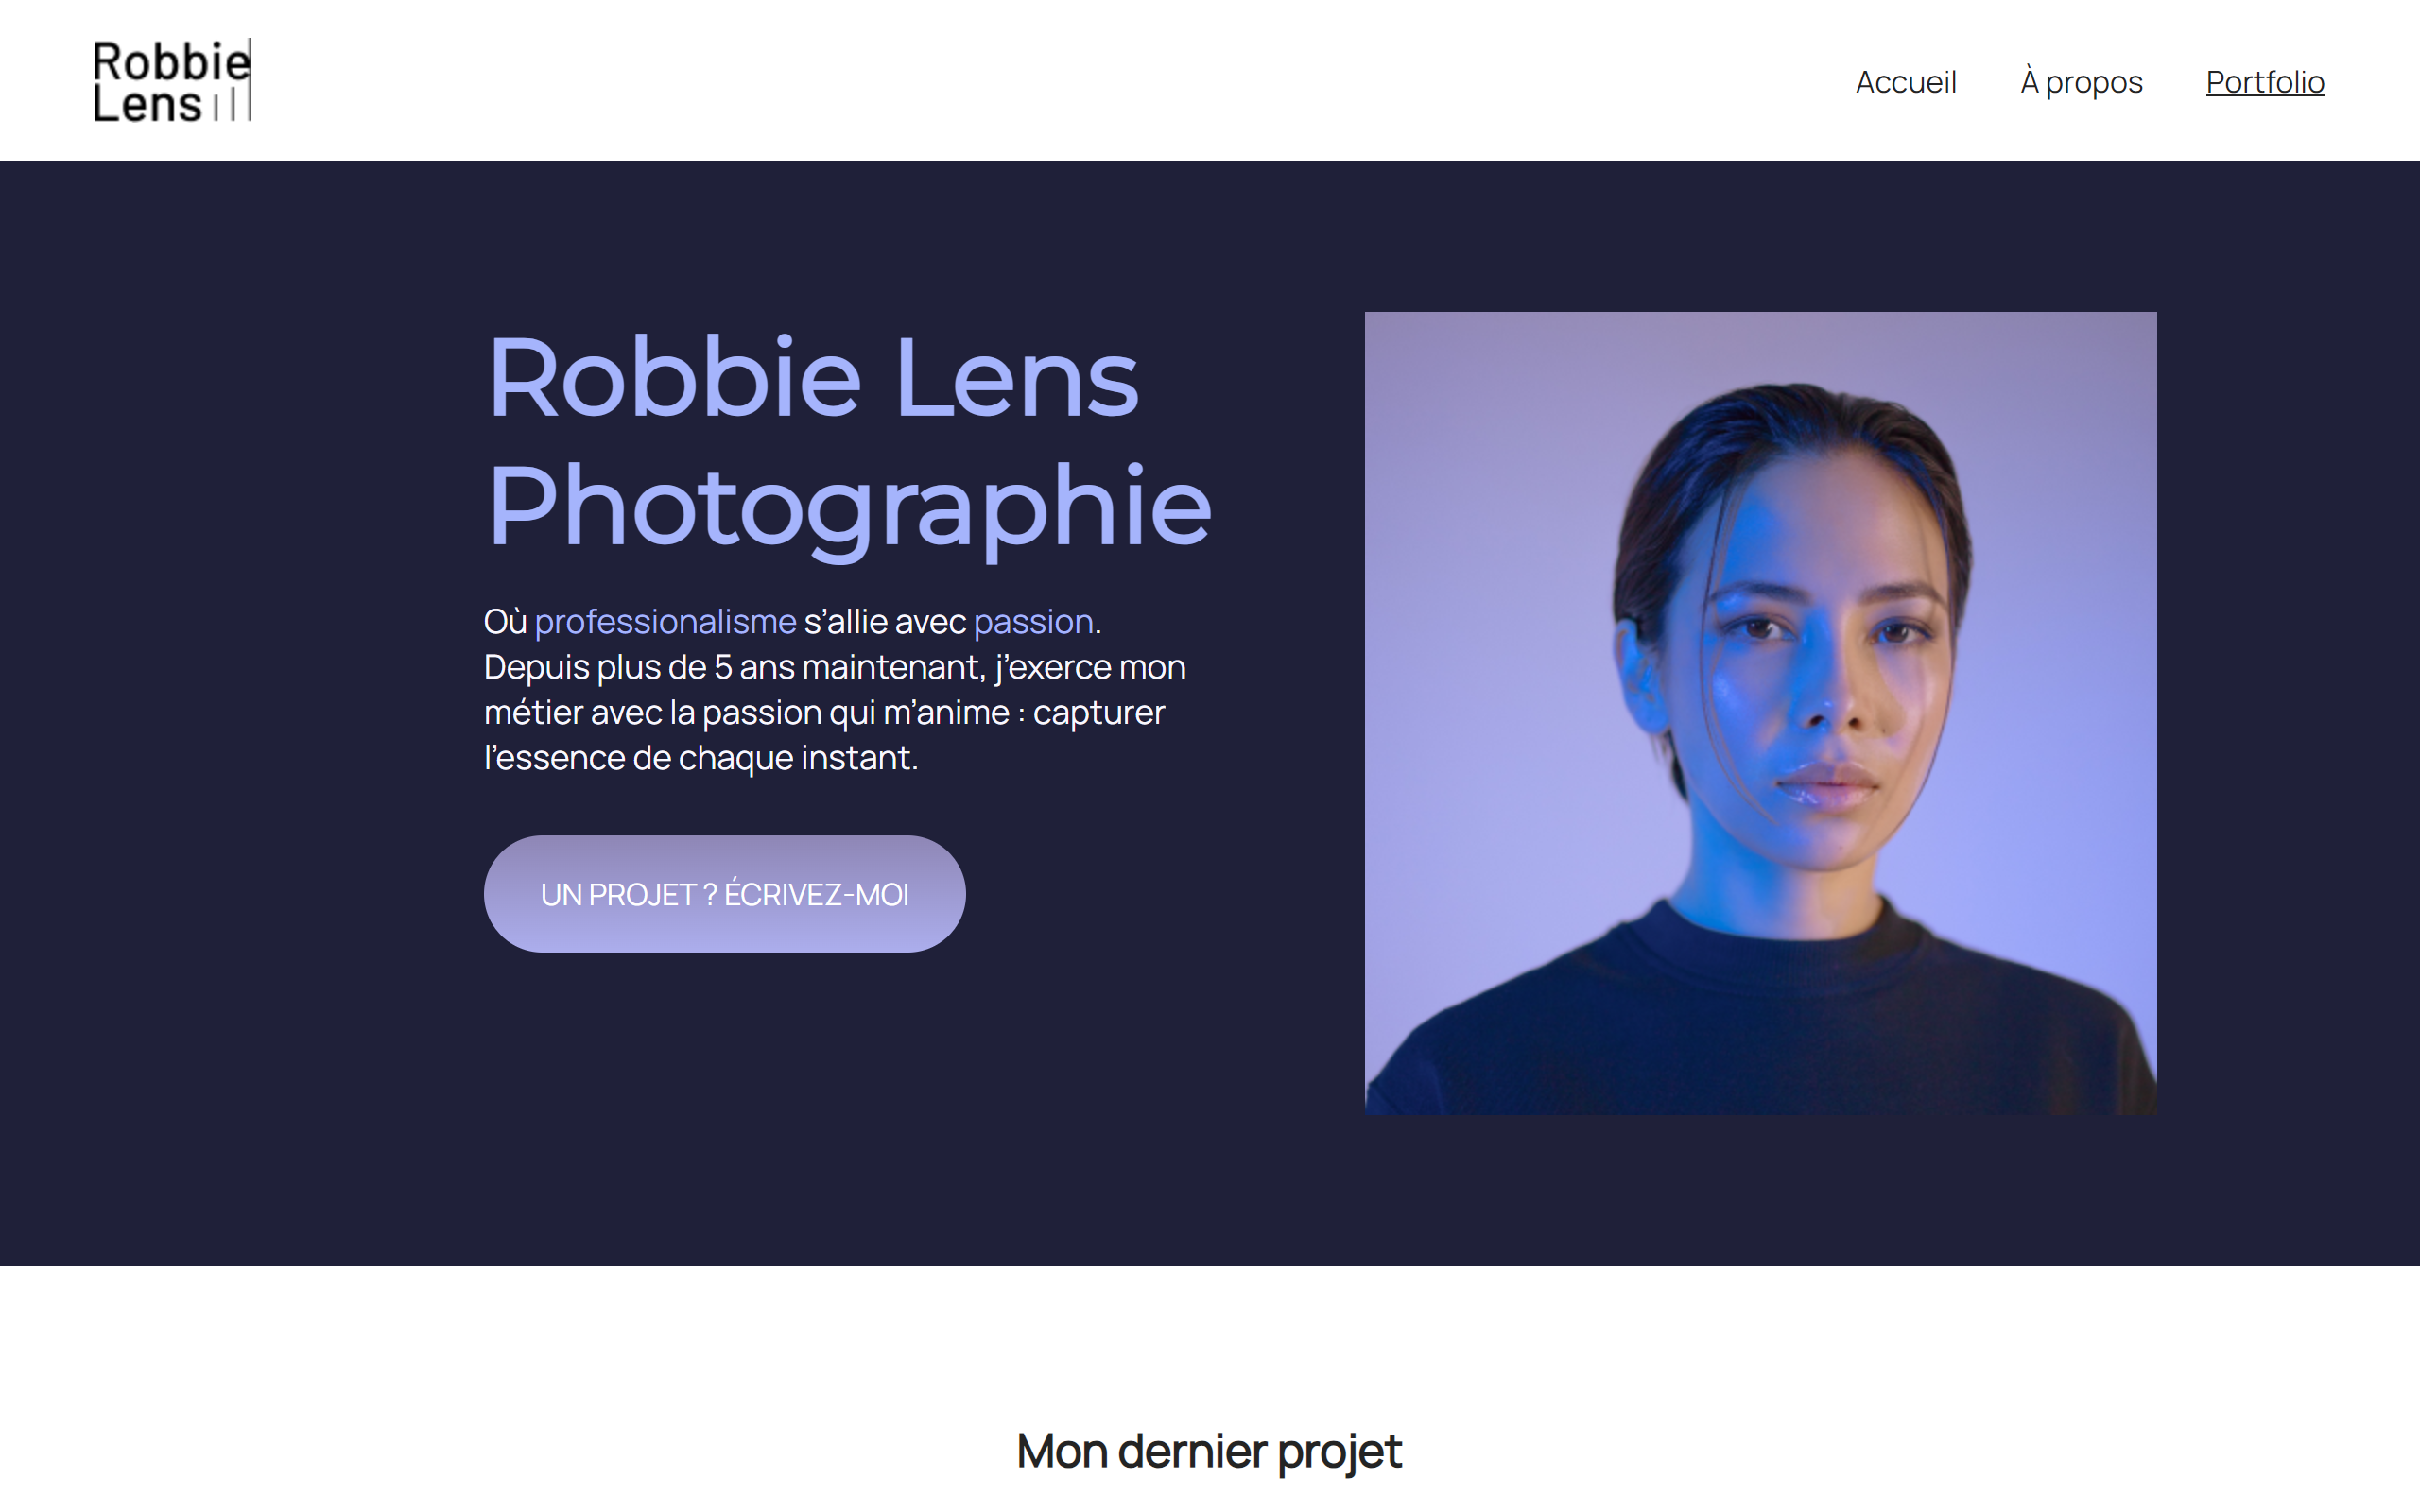 Robbie
Lens
Accueil
À propos
Portfolio
Robbie Lens
Photographie
Où professionalisme s’allie avec passion.
Depuis plus de 5 ans maintenant, j’exerce mon
métier avec la passion qui m’anime : capturer
l’essence de chaque instant.
UN PROJET ? ÉCRIVEZ-MOI
Mon dernier projet